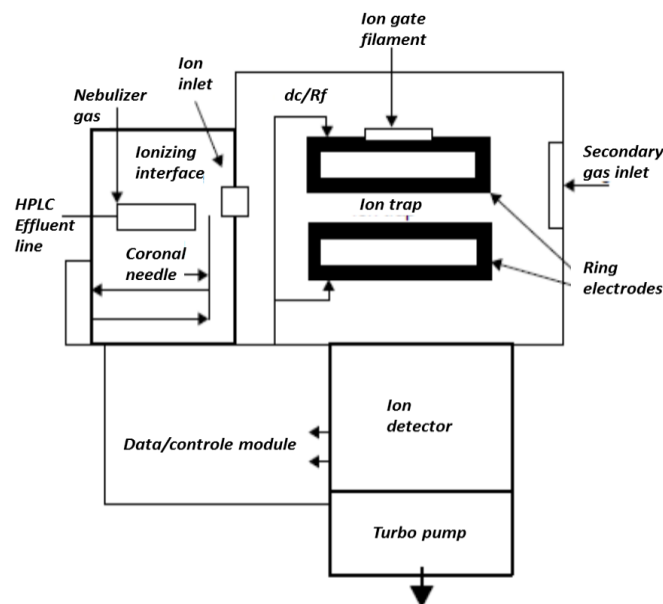 Ion gate
filament
Ion
inlet
Nebulizer
gas
dc/Rf
Ionizing
interface
Secondary
gas inlet
HPLC
Effluent
line
Ion trap
Coronal
needle
Ring
electrodes
Ion
detector
Data/controle module
Turbo pump